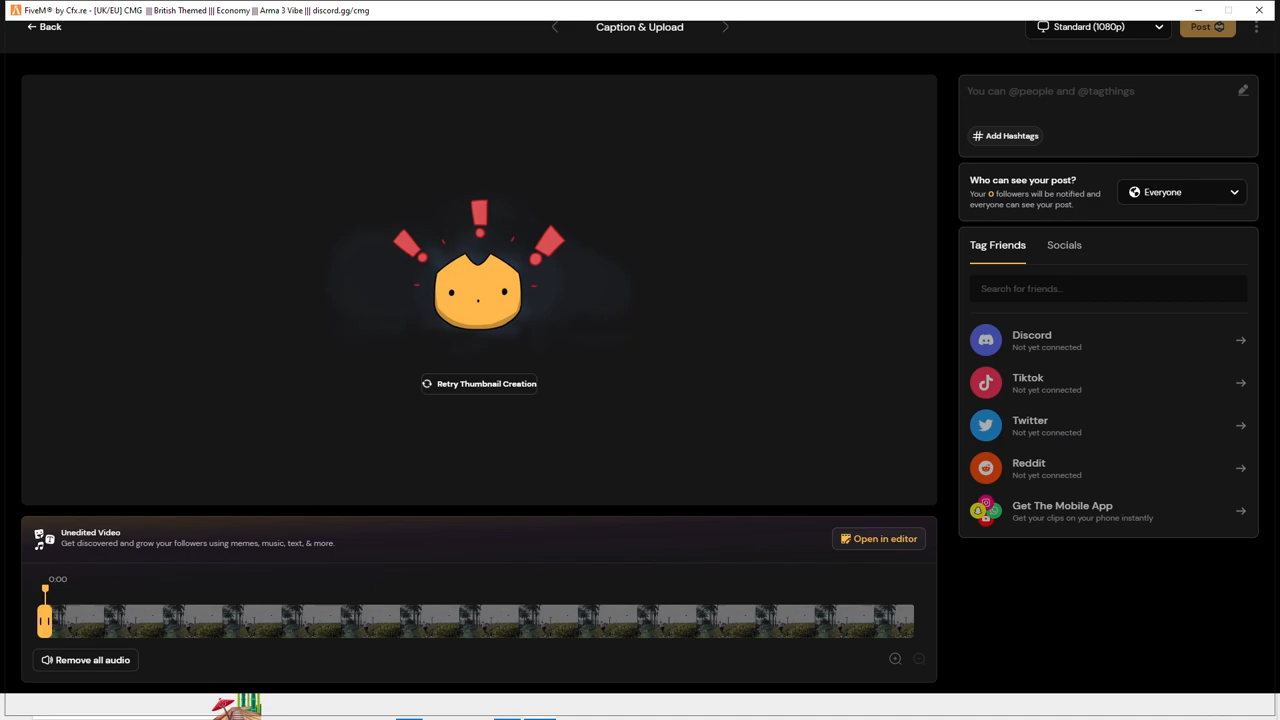 FiveM® by Cfx.re - [UK/EU] CMG ||| British Themed ||| Economy ||| Arma 3 Vibe ||| discord.gg/cmg
Back
Caption & Upload
Standard (1080p)
Post
You can @people and @tagthings
Add Hashtags
Who can see your post?
Your 0 followers will be notified and
everyone can see your post.
Everyone
Tag Friends
Socials
Search for friends...
Discord
Not yet connected
Tiktok
Not yet connected
Twitter
Not yet connected
Reddit
Not yet connected
Get The Mobile App
Get your clips on your phone instantly
Retry Thumbnail Creation
Unedited Video
Get discovered and grow your followers using memes, music, text, & more.
Open in editor
0:00
Remove all audio